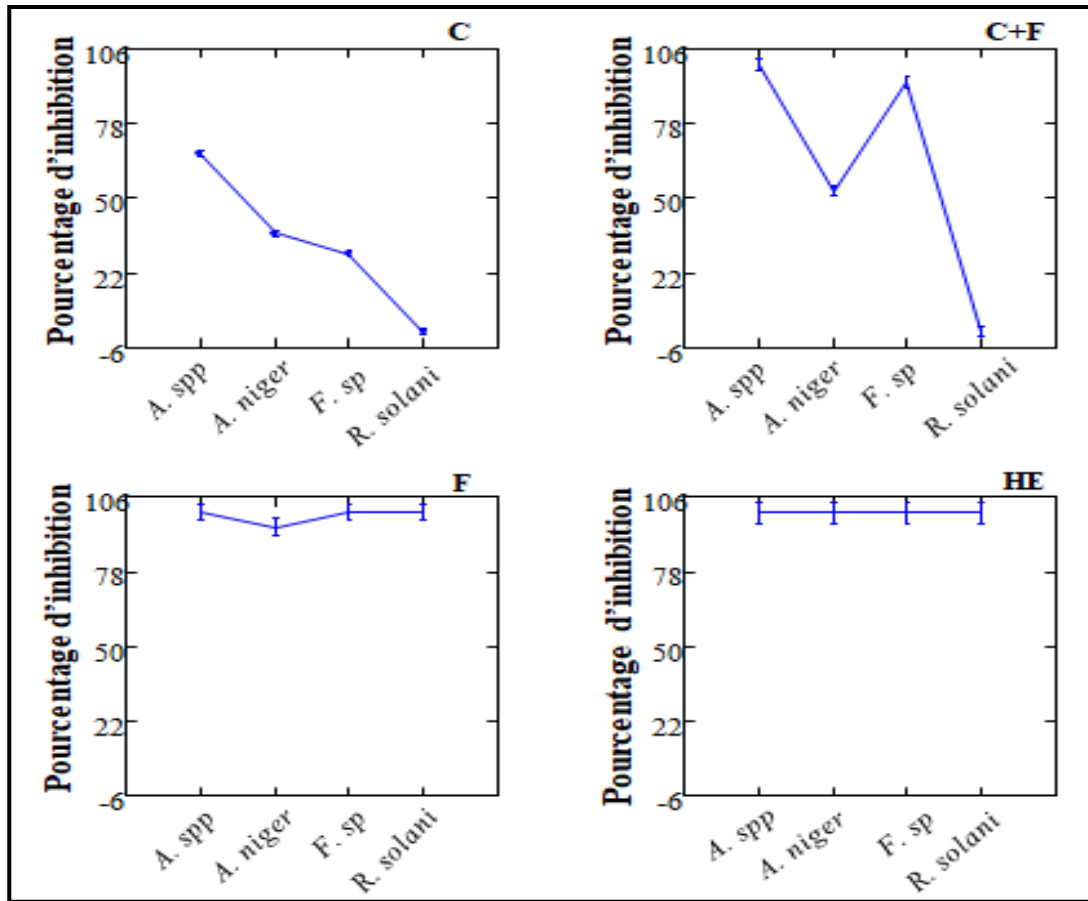 C
Pourcentage d'inhibition
106
78
50
22
-6
A. spp
A. niger
F. sp
R. solani
C+F
Pourcentage d'inhibition
106
78
50
22
-6
A. spp
A. niger
F. sp
R. solani
F
Pourcentage d'inhibition
106
78
50
22
-6
A. spp
A. niger
F. sp
R. solani
HE
Pourcentage d'inhibition
106
78
50
22
-6
A. spp
A. niger
F. sp
R. solani